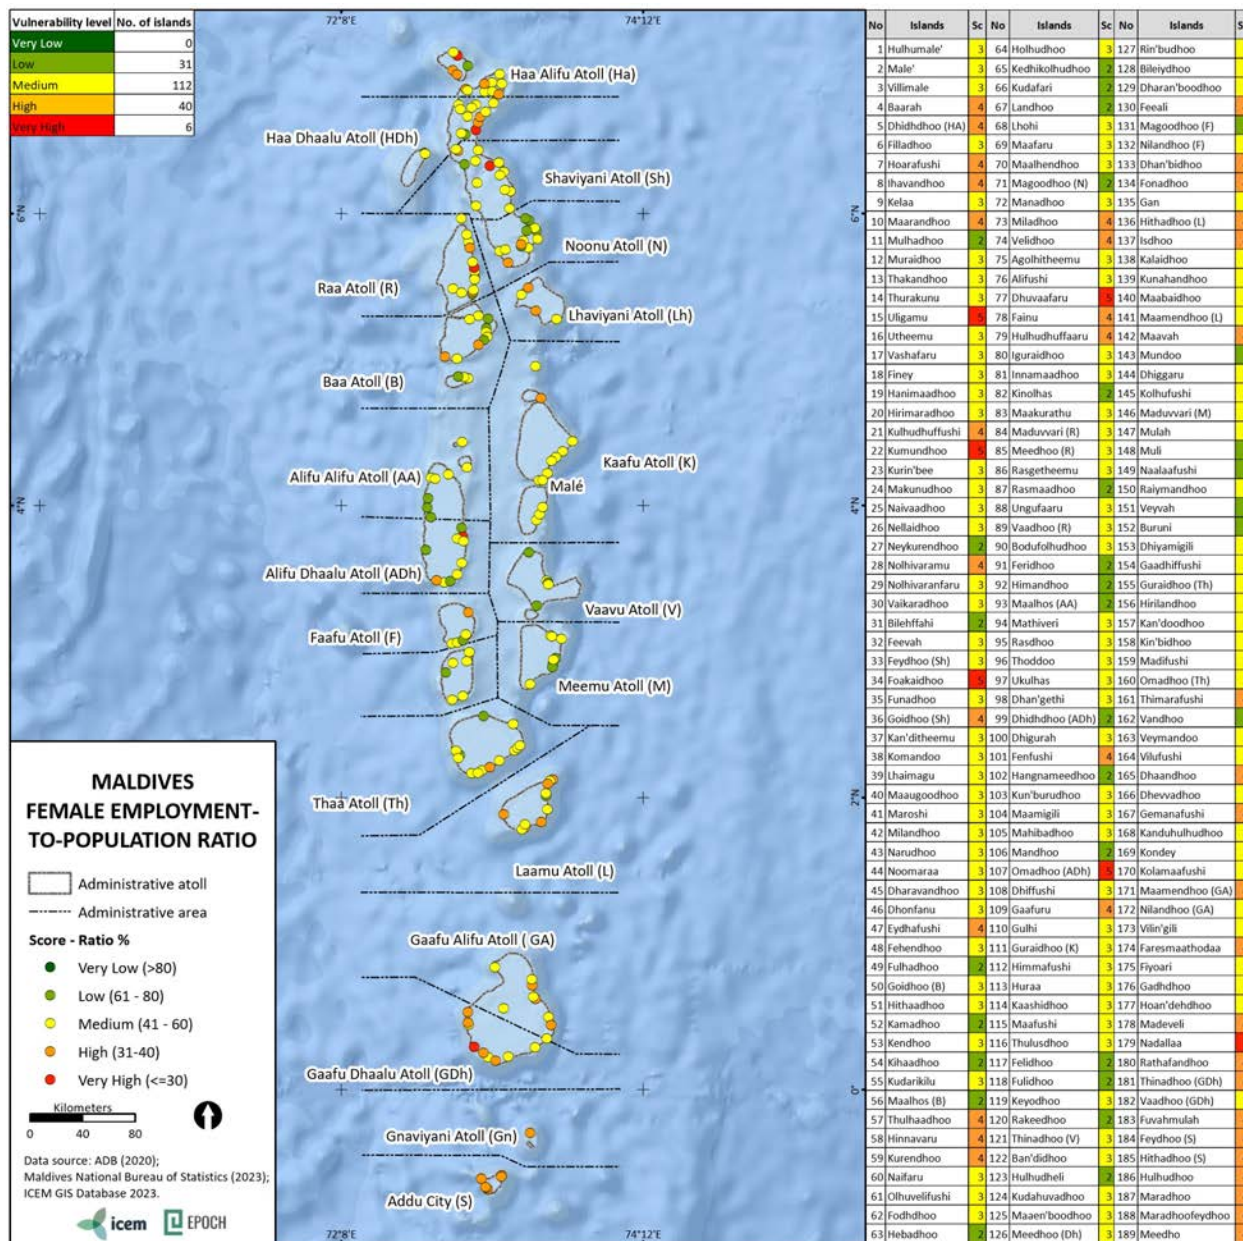 Vulnerability level No. of islands
Very Low 0
Low 31
Medium 112
High 40
Very High 6
72°8'E 74°12'E
6°N
4°N
2°N
0°
72°8'E 74°12'E
Haa Alifu Atoll (Ha)
Haa Dhaalu Atoll (HDh)
Shaviyani Atoll (Sh)
Noonu Atoll (N)
Raa Atoll (R)
Lhaviyani Atoll (Lh)
Baa Atoll (B)
Kaafu Atoll (K)
Alifu Alifu Atoll (AA)
Malé
Alifu Dhaalu Atoll (ADh)
Vaavu Atoll (V)
Faafu Atoll (F)
Meemu Atoll (M)
Thaa Atoll (Th)
Laamu Atoll (L)
Gaafu Alifu Atoll ( GA)
Gaafu Dhaalu Atoll (GDh)
Gnaviyani Atoll (Gn)
Addu City (S)
MALDIVES
FEMALE EMPLOYMENT-
TO-POPULATION RATIO
Administrative atoll
Administrative area
Score - Ratio %
Very Low (>80)
Low (61 - 80)
Medium (41 - 60)
High (31-40)
Very High (<=30)
Kilometers
0 40 80
Data source: ADB (2020);
Maldives National Bureau of Statistics (2023);
ICEM GIS Database 2023.
icem EPOCH
No Islands Sc No Islands Sc No Islands S
1 Hulhumale' 3 64 Holhudhoo 3 127 Rin'budhoo
2 Male' 3 65 Kedhikolhudhoo 2 128 Bileiydhoo
3 Villimale 3 66 Kudafari 2 129 Dharan'boodhoo
4 Baarah 4 67 Landhoo 2 130 Feeali
5 Dhidhdhoo (HA) 4 68 Lhohi 3 131 Magoodhoo (F)
6 Filladhoo 3 69 Maafaru 3 132 Nilandhoo (F)
7 Hoarafushi 4 70 Maalhendhoo 3 133 Dhan'bidhoo
8 Ihavandhoo 4 71 Magoodhoo (N) 2 134 Fonadhoo
9 Kelaa 3 72 Manadhoo 3 135 Gan
10 Maarandhoo 4 73 Miladhoo 4 136 Hithadhoo (L)
11 Mulhadhoo 2 74 Velidhoo 4 137 Isdhoo
12 Muraidhoo 3 75 Agolhitheemu 3 138 Kalaidhoo
13 Thakandhoo 3 76 Alifushi 3 139 Kunahandhoo
14 Thurakunu 3 77 Dhuvaafaru 5 140 Maabaidhoo
15 Uligamu 5 78 Fainu 4 141 Maamendhoo (L)
16 Utheemu 3 79 Hulhudhuffaaru 4 142 Maavah
17 Vashafaru 3 80 Iguraidhoo 3 143 Mundoo
18 Finey 3 81 Innamaadhoo 3 144 Dhiggaru
19 Hanimaadhoo 3 82 Kinolhas 2 145 Kolhufushi
20 Hirimaradhoo 3 83 Maakurathu 3 146 Maduvvari (M)
21 Kulhudhuffushi 4 84 Maduvvari (R) 3 147 Mulah
22 Kumundhoo 5 85 Meedhoo (R) 3 148 Muli
23 Kurin'bee 3 86 Rasgetheemu 3 149 Naalaafushi
24 Makunudhoo 3 87 Rasmaadhoo 2 150 Raiymandhoo
25 Naivaadhoo 3 88 Ungufaaru 3 151 Veyvah
26 Nellaidhoo 3 89 Vaadhoo (R) 3 152 Buruni
27 Neykurendhoo 2 90 Bodufolhudhoo 3 153 Dhiyamigili
28 Nolhivaramu 4 91 Feridhoo 2 154 Gaadhiffushi
29 Nolhivaranfaru 3 92 Himandhoo 2 155 Guraidhoo (Th)
30 Vaikaradhoo 3 93 Maalhos (AA) 2 156 Hirilandhoo
31 Bilehffahi 2 94 Mathiveri 3 157 Kan'doodhoo
32 Feevah 3 95 Rasdhoo 3 158 Kin'bidhoo
33 Feydhoo (Sh) 3 96 Thoddoo 3 159 Madifushi
34 Foakaidhoo 5 97 Ukulhas 3 160 Omadhoo (Th)
35 Funadhoo 3 98 Dhan'gethi 3 161 Thimarafushi
36 Goidhoo (Sh) 4 99 Dhidhdhoo (ADh) 2 162 Vandhoo
37 Kan'ditheemu 3 100 Dhigurah 3 163 Veymandoo
38 Komandoo 3 101 Fenfushi 4 164 Vilufushi
39 Lhaimagu 3 102 Hangnameedhoo 2 165 Dhaandhoo
40 Maaugoodhoo 3 103 Kun'burudhoo 3 166 Dhevvadhoo
41 Maroshi 3 104 Maamigili 3 167 Gemanafushi
42 Milandhoo 3 105 Mahibadhoo 3 168 Kanduhulhudhoo
43 Narudhoo 3 106 Mandhoo 2 169 Kondey
44 Noomaraa 3 107 Omadhoo (ADh) 5 170 Kolamaafushi
45 Dharavandhoo 3 108 Dhiffushi 3 171 Maamendhoo (GA)
46 Dhonfanu 3 109 Gaafuru 4 172 Nilandhoo (GA)
47 Eydhafushi 4 110 Gulhi 3 173 Vilin'gili
48 Fehendhoo 3 111 Guraidhoo (K) 3 174 Faresmaathodaa
49 Fulhadhoo 2 112 Himmafushi 3 175 Fiyoari
50 Goidhoo (B) 3 113 Huraa 3 176 Gadhdhoo
51 Hithaadhoo 3 114 Kaashidhoo 3 177 Hoan'dehdhoo
52 Kamadhoo 2 115 Maafushi 3 178 Madeveli
53 Kendhoo 3 116 Thulusdhoo 3 179 Nadallaa
54 Kihaadhoo 2 117 Felidhoo 2 180 Rathafandhoo
55 Kudarikilu 3 118 Fulidhoo 2 181 Thinadhoo (GDh)
56 Maalhos (B) 2 119 Keyodhoo 3 182 Vaadhoo (GDh)
57 Thulhaadhoo 4 120 Rakeedhoo 2 183 Fuvahmulah
58 Hinnavaru 4 121 Thinadhoo (V) 3 184 Feydhoo (S)
59 Kurendhoo 4 122 Ban'didhoo 3 185 Hithadhoo (S)
60 Naifaru 3 123 Hulhudheli 2 186 Hulhudhoo
61 Olhuvelifushi 3 124 Kudahuvadhoo 3 187 Maradhoo
62 Fodhdhoo 3 125 Maaen'boodhoo 3 188 Maradhoofeydhoo
63 Hebadhoo 2 126 Meedhoo (Dh) 3 189 Meedho